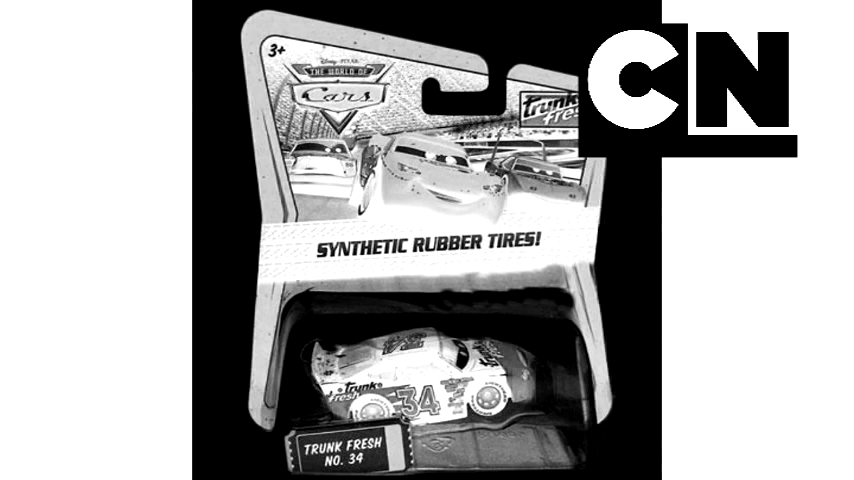 3+
Disney PIXAR
THE WORLD OF
Cars
trunk
fres
CN
SYNTHETIC RUBBER TIRES!
trunk
fresh
34
TRUNK FRESH
NO. 34